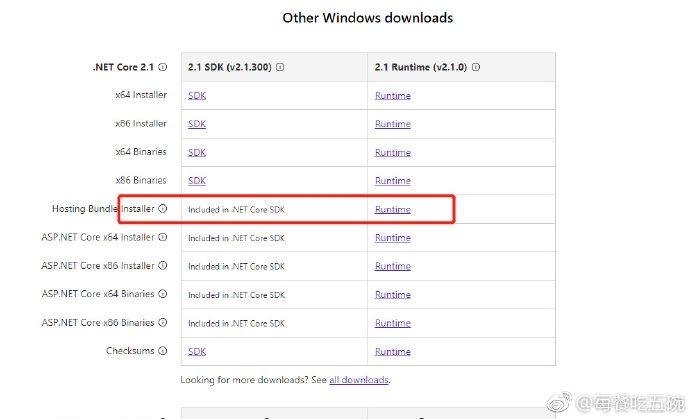 Other Windows downloads
.NET Core 2.1 2.1 SDK (v2.1.300) 2.1 Runtime (v2.1.0)
x64 Installer SDK Runtime
x86 Installer SDK Runtime
x64 Binaries SDK Runtime
x86 Binaries SDK Runtime
Hosting Bundle Installer Included in .NET Core SDK Runtime
ASP.NET Core x64 Installer Included in .NET Core SDK Runtime
ASP.NET Core x86 Installer Included in .NET Core SDK Runtime
ASP.NET Core x64 Binaries Included in .NET Core SDK Runtime
ASP.NET Core x86 Binaries Included in .NET Core SDK Runtime
Checksums SDK Runtime
Looking for more downloads? See all downloads.
@每餐吃五碗